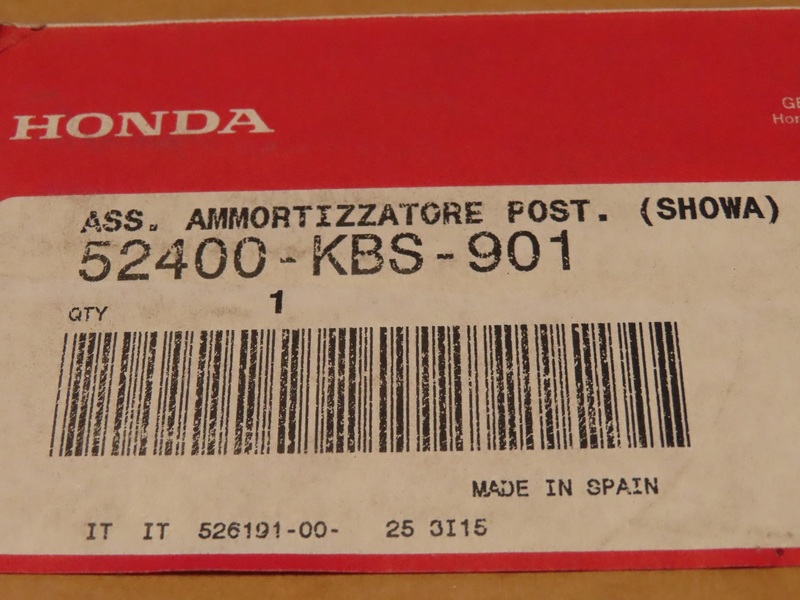 HONDA
ASS. AMMORTIZZATORE POST. (SHOWA)
52400-KBS-901
QTY 1
MADE IN SPAIN
IT IT 526191-00- 25 3I15